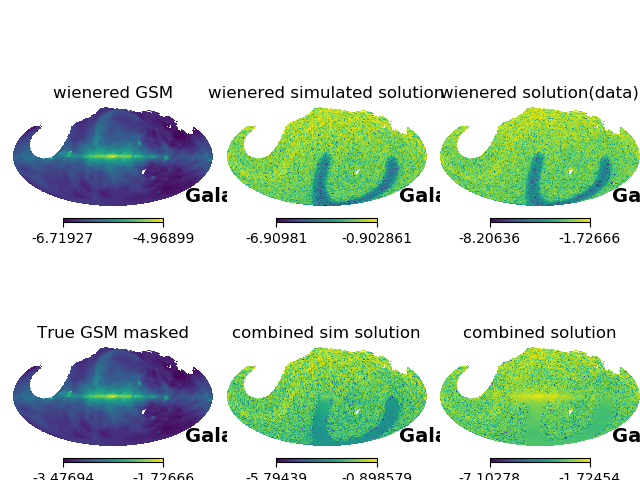 wienered GSM
wienered simulated solution
wienered solution(data)
Gala
Gala
Ga
-6.71927 -4.96899
-6.90981 -0.902861
-8.20636 -1.72666
True GSM masked
combined sim solution
combined solution
Gala
Gala
Ga
-3.47694 -1.72666
-5.79439 -0.898579
-7.10278 -1.72454